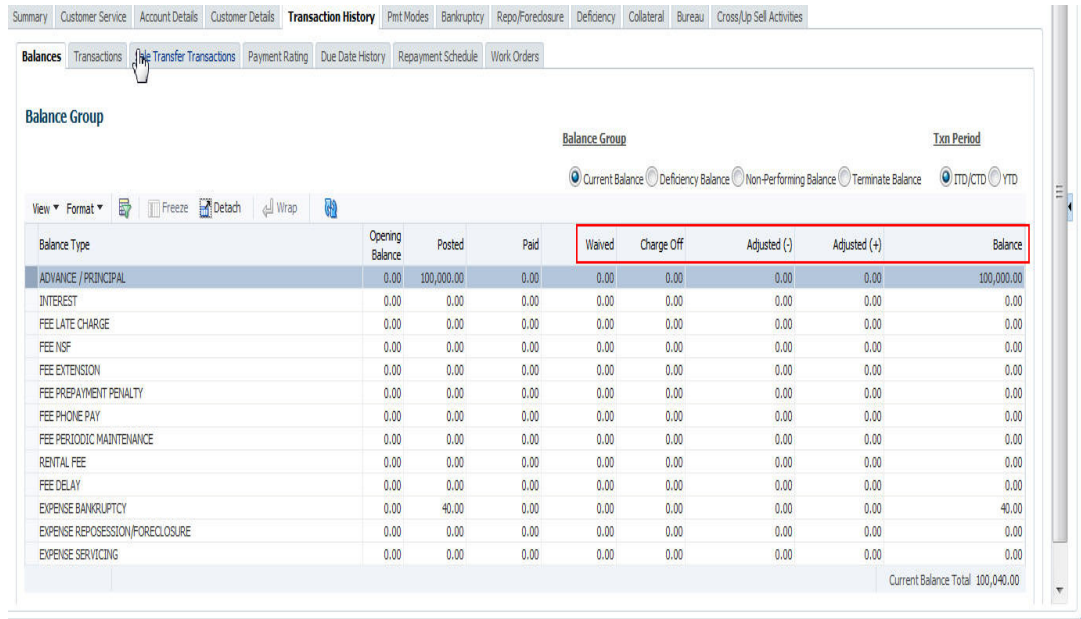 Summary Customer Service Account Details Customer Details Transaction History Pmt Modes Bankruptcy Repo/Foreclosure Deficiency Collateral Bureau Cross/Up Sell Activities
Balances Transactions Transfer Transactions Payment Rating Due Date History Repayment Schedule Work Orders
Balance Group
Balance Group Txn Period
Current Balance Deficiency Balance Non-Performing Balance Terminate Balance ITD/CTD YTD
View Format Freeze Detach Wrap
Balance Type Opening Balance Posted Paid Waived Charge Off Adjusted (-) Adjusted (+) Balance
ADVANCE / PRINCIPAL 0.00 100,000.00 0.00 0.00 0.00 0.00 0.00 100,000.00
INTEREST 0.00 0.00 0.00 0.00 0.00 0.00 0.00 0.00
FEE LATE CHARGE 0.00 0.00 0.00 0.00 0.00 0.00 0.00 0.00
FEE NSF 0.00 0.00 0.00 0.00 0.00 0.00 0.00 0.00
FEE EXTENSION 0.00 0.00 0.00 0.00 0.00 0.00 0.00 0.00
FEE PREPAYMENT PENALTY 0.00 0.00 0.00 0.00 0.00 0.00 0.00 0.00
FEE PHONE PAY 0.00 0.00 0.00 0.00 0.00 0.00 0.00 0.00
FEE PERIODIC MAINTENANCE 0.00 0.00 0.00 0.00 0.00 0.00 0.00 0.00
RENTAL FEE 0.00 0.00 0.00 0.00 0.00 0.00 0.00 0.00
FEE DELAY 0.00 0.00 0.00 0.00 0.00 0.00 0.00 0.00
EXPENSE BANKRUPTCY 0.00 40.00 0.00 0.00 0.00 0.00 0.00 40.00
EXPENSE REPOSESSION/FORECLOSURE 0.00 0.00 0.00 0.00 0.00 0.00 0.00 0.00
EXPENSE SERVICING 0.00 0.00 0.00 0.00 0.00 0.00 0.00 0.00
Current Balance Total 100,040.00